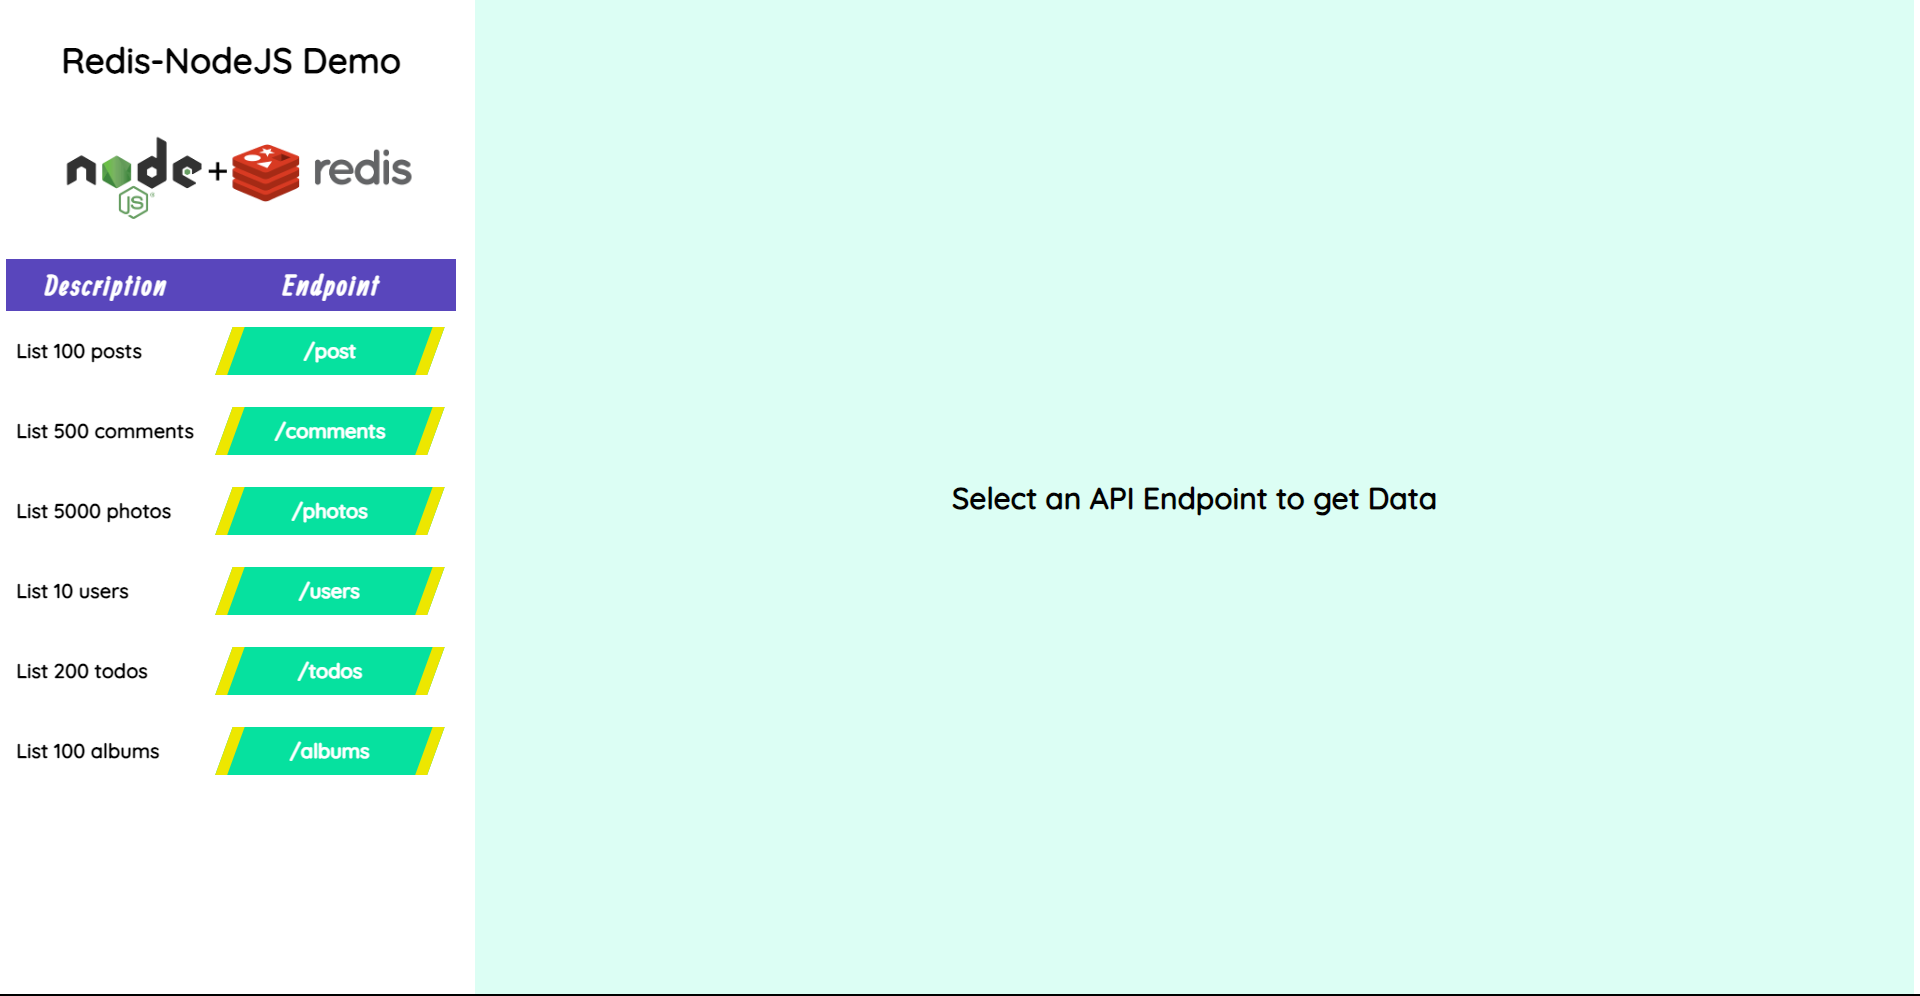 Redis-NodeJS Demo
node JS ® + redis
Description Endpoint
List 100 posts /post
List 500 comments /comments
List 5000 photos /photos
List 10 users /users
List 200 todos /todos
List 100 albums /albums
Select an API Endpoint to get Data